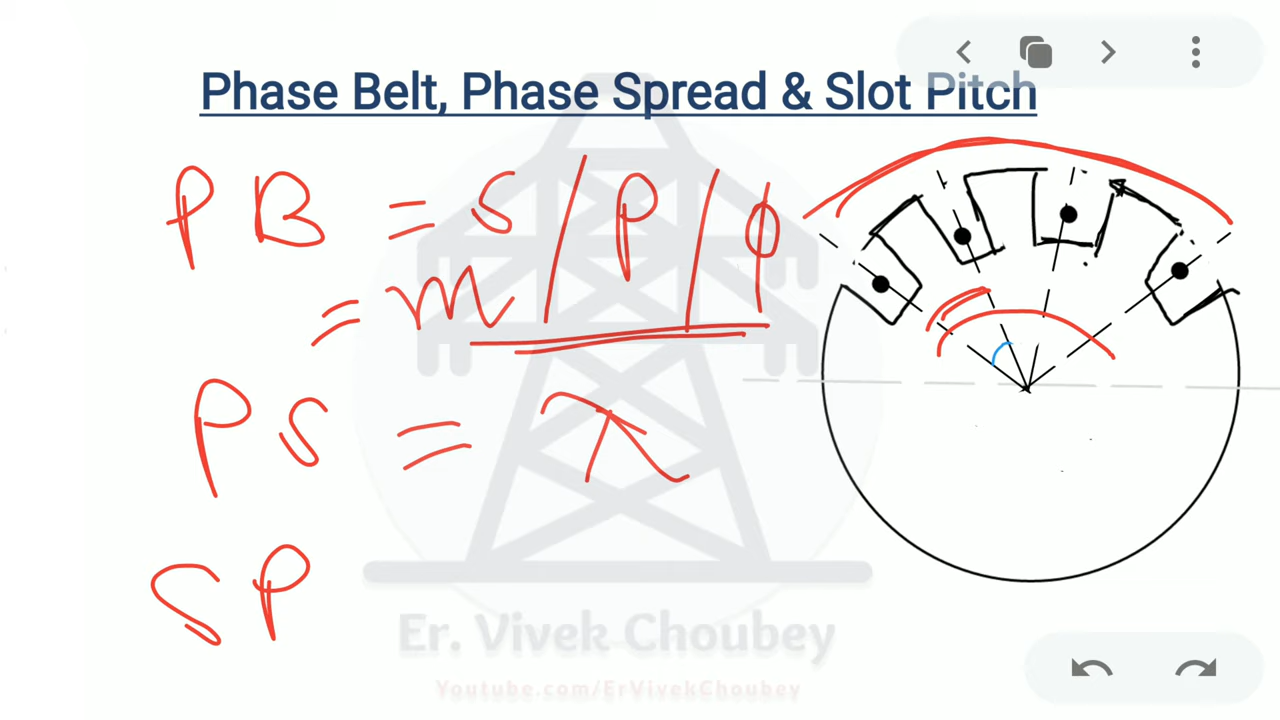 Phase Belt, Phase Spread & Slot Pitch
PB = S/P/φ
= m
PS = π
SP
Er. Vivek Choubey
Youtube.com/ErVivekChoubey